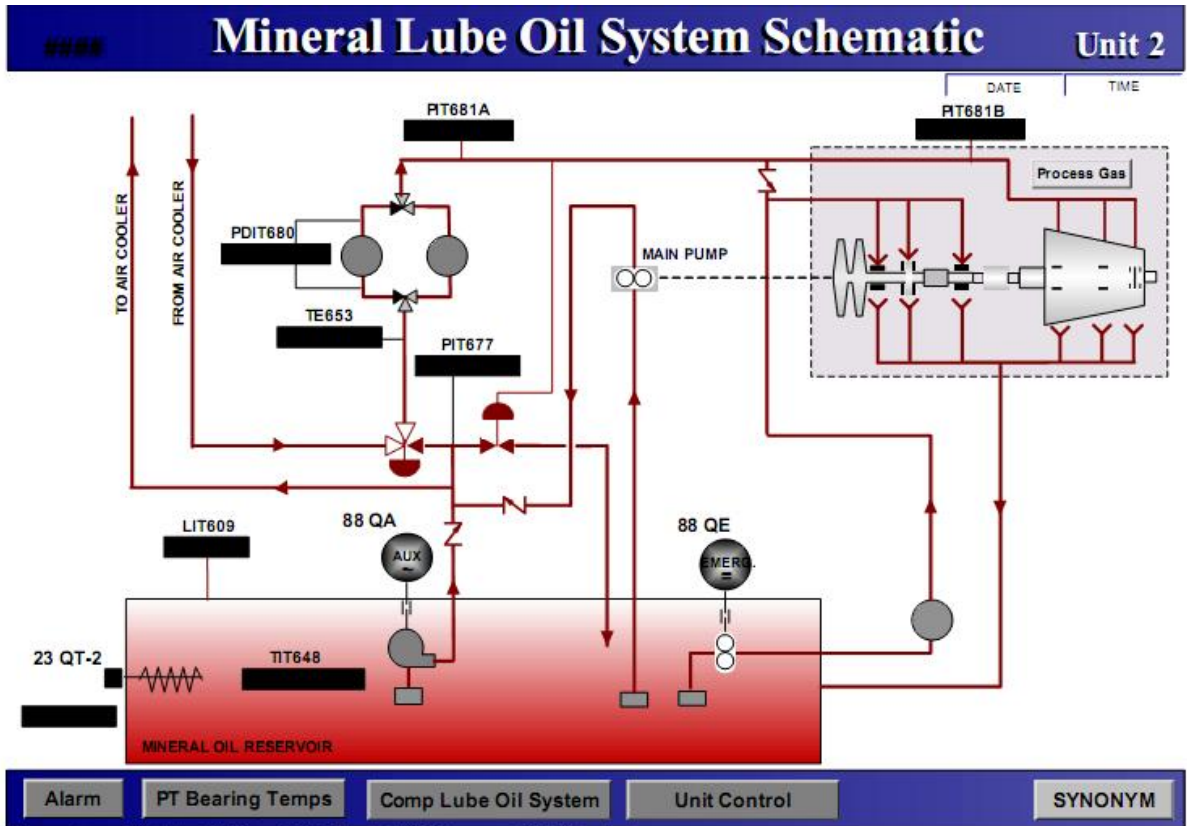 ####
Mineral Lube Oil System Schematic
Unit 2
DATE
TIME
PIT681A
PIT681B
Process Gas
TO AIR COOLER
FROM AIR COOLER
PDIT680
MAIN PUMP
TE653
PIT677
LIT609
88 QA
AUX
~
88 QE
EMERG.
=
23 QT-2
TIT648
MINERAL OIL RESERVOIR
Alarm
PT Bearing Temps
Comp Lube Oil System
Unit Control
SYNONYM